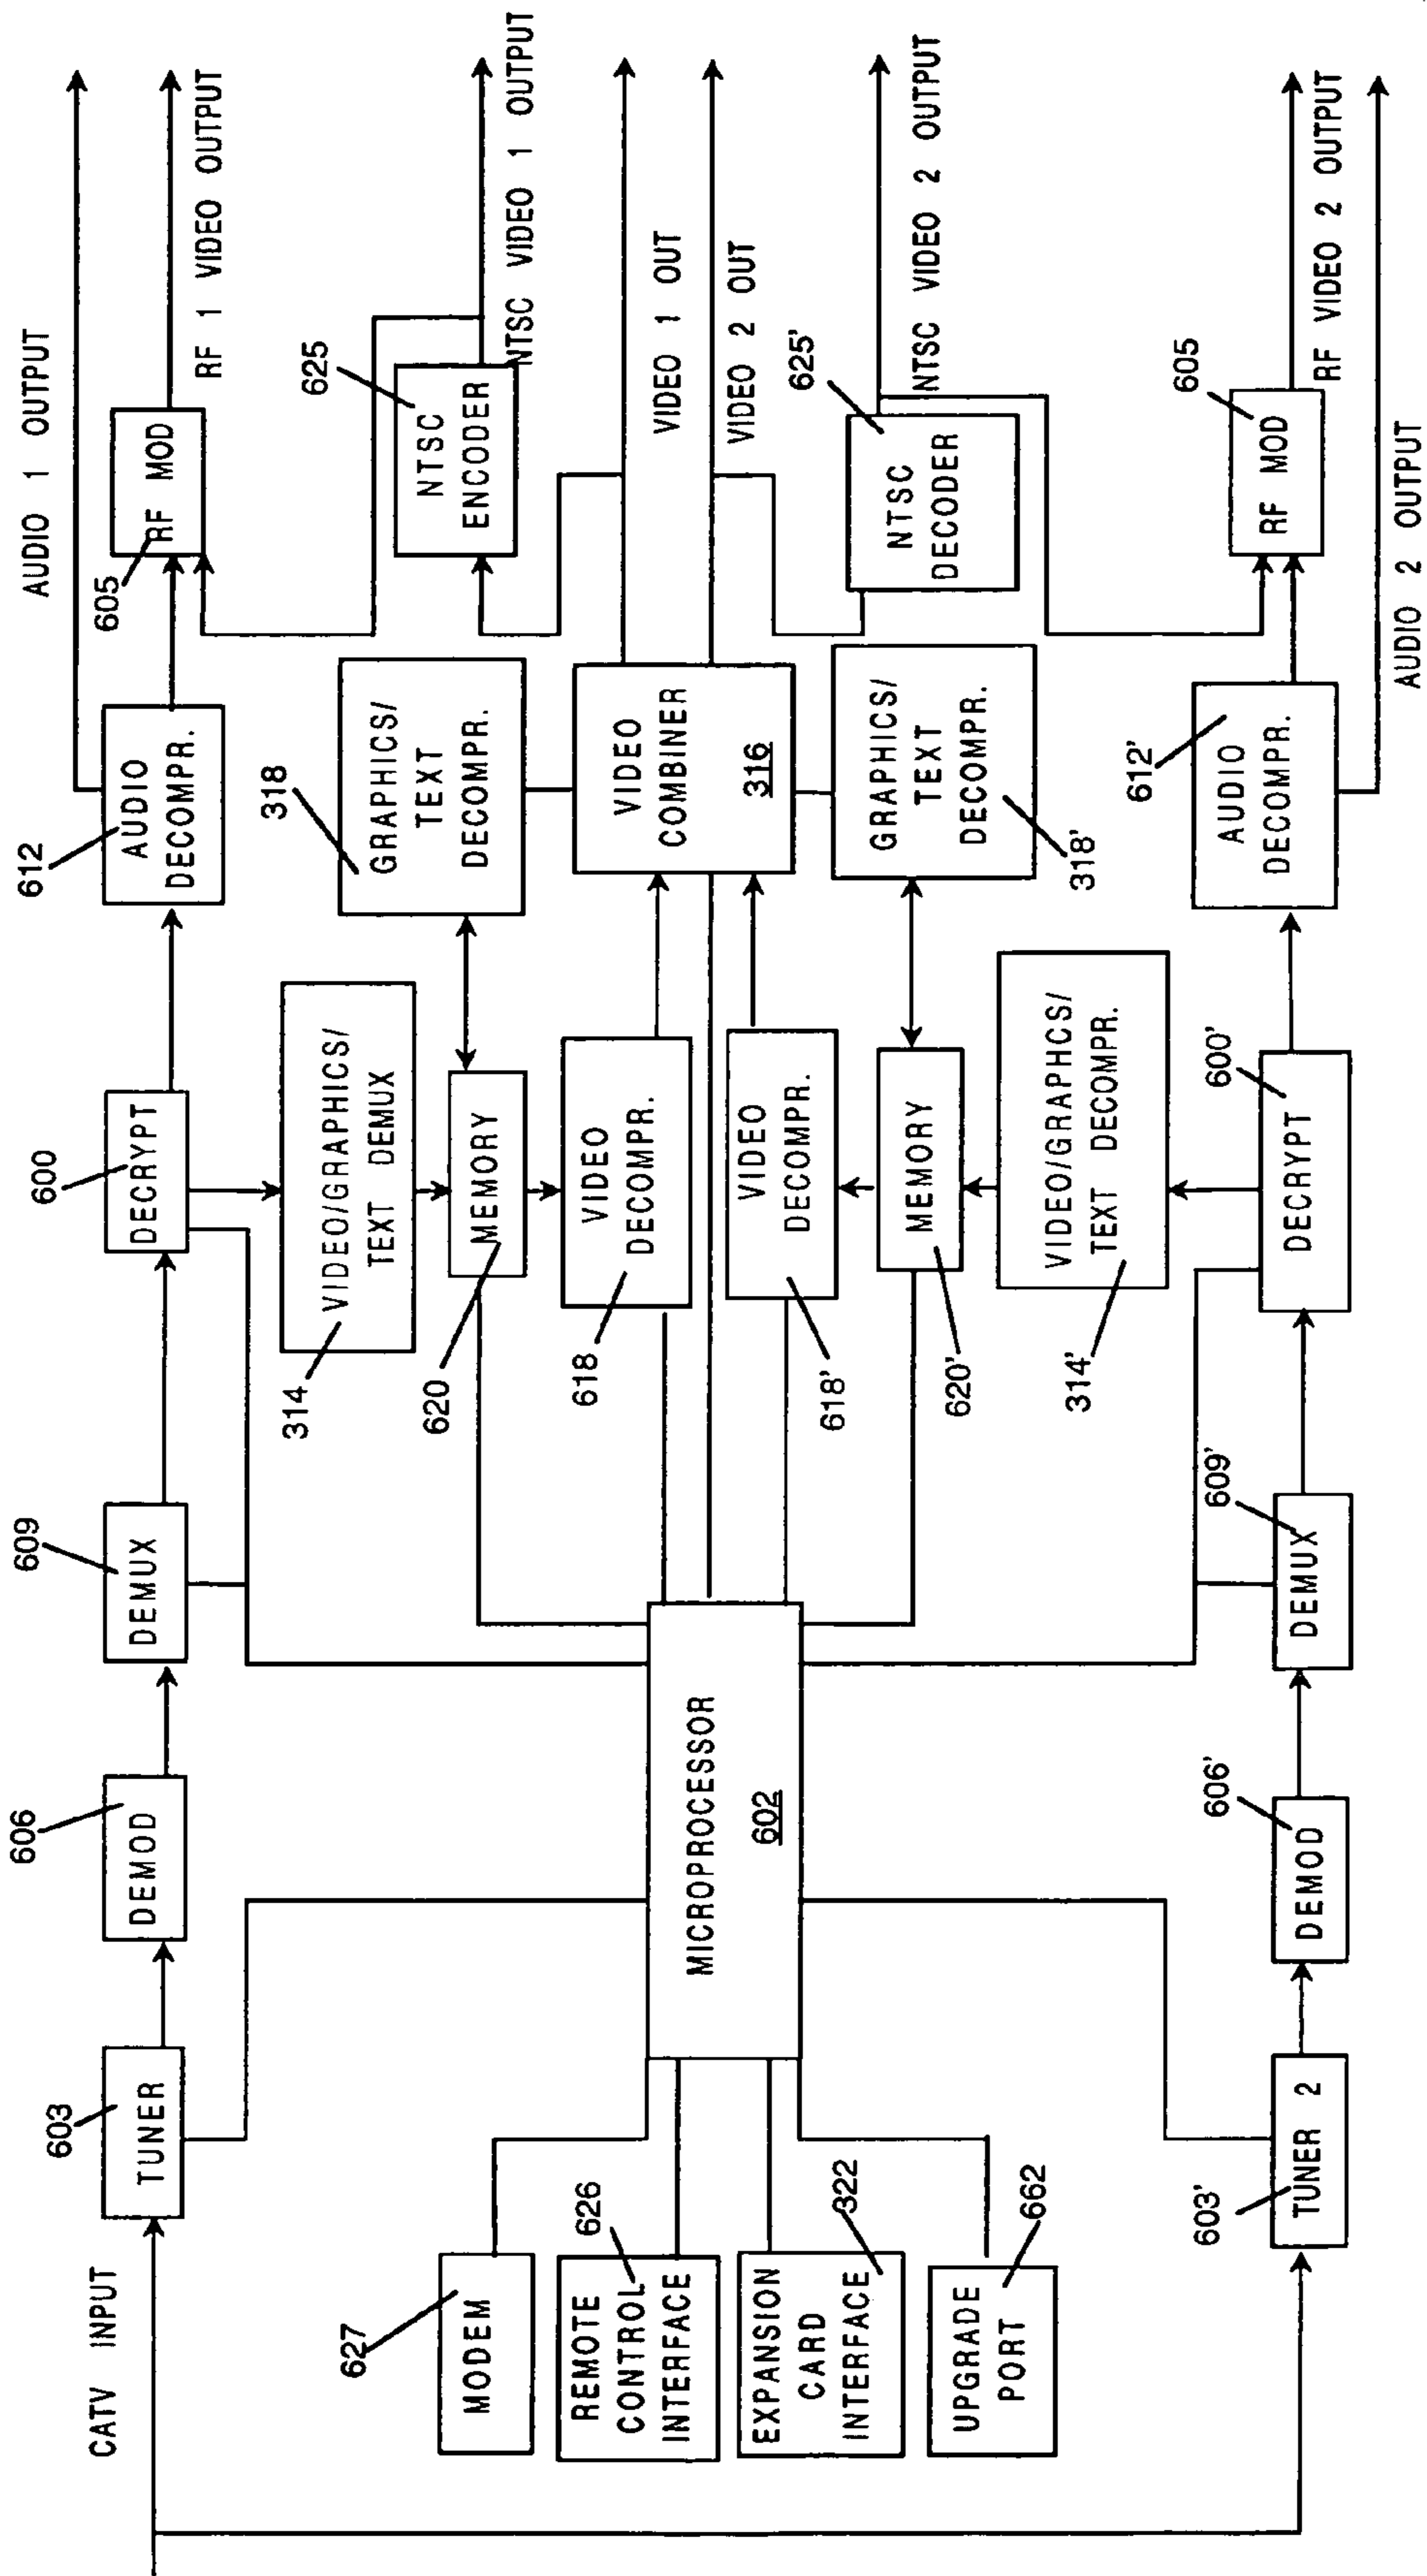 CATV INPUT
603
TUNER
606
DEMOD
609
DEMUX
600
DECRYPT
612
AUDIO
DECOMPR.
AUDIO 1 OUTPUT
605
RF MOD
RF 1 VIDEO OUTPUT
314
VIDEO/GRAPHICS/
TEXT DEMUX
318
GRAPHICS/
TEXT
DECOMPR.
625
NTSC
ENCODER
NTSC VIDEO 1 OUTPUT
627
MODEM
620
MEMORY
626
REMOTE
CONTROL
INTERFACE
618
VIDEO
DECOMPR.
VIDEO
COMBINER
316
VIDEO 1 OUT
VIDEO 2 OUT
MICROPROCESSOR
602
322
EXPANSION
CARD
INTERFACE
VIDEO
DECOMPR.
618'
625'
NTSC
DECODER
NTSC VIDEO 2 OUTPUT
662
UPGRADE
PORT
MEMORY
620'
GRAPHICS/
TEXT
DECOMPR.
318'
VIDEO/GRAPHCS/
TEXT DECOMPR.
314'
603'
TUNER 2
606'
DEMOD
609'
DEMUX
600'
DECRYPT
612'
AUDIO
DECOMPR.
605
RF MOD
RF VIDEO 2 OUTPUT
AUDIO 2 OUTPUT